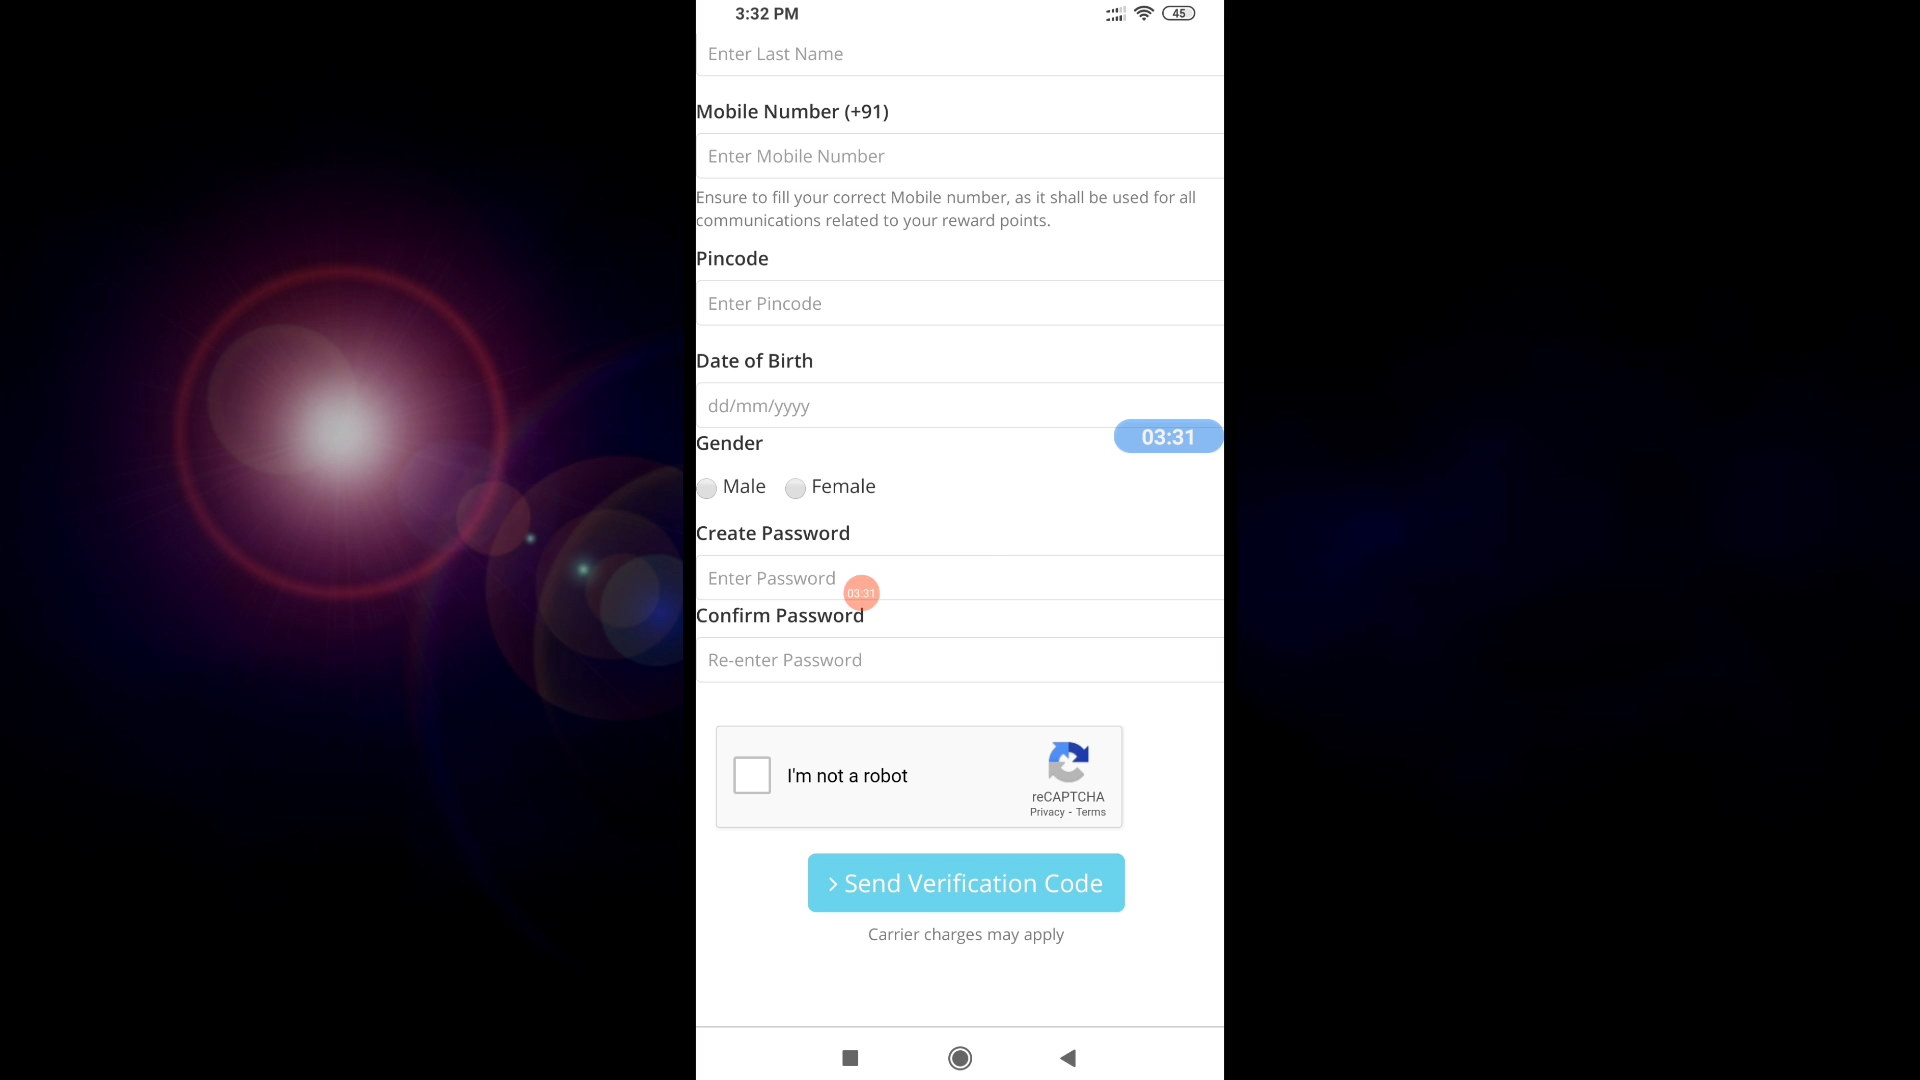 3:32 PM
45
Enter Last Name
Mobile Number (+91)
Enter Mobile Number
Ensure to fill your correct Mobile number, as it shall be used for all
communications related to your reward points.
Pincode
Enter Pincode
Date of Birth
dd/mm/yyyy
03:31
Gender
Male Female
Create Password
Enter Password
03:31
Confirm Password
Re-enter Password
I'm not a robot
reCAPTCHA
Privacy - Terms
> Send Verification Code
Carrier charges may apply